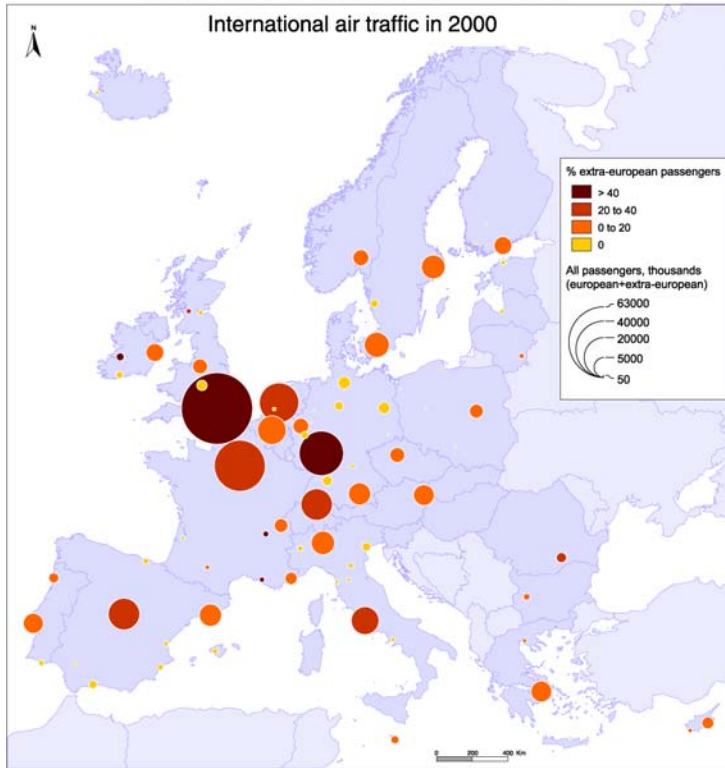 International air traffic in 2000
N
% extra-european passengers
> 40
20 to 40
0 to 20
0
All passengers, thousands
(european+extra-european)
63000
40000
20000
5000
50
0 200 400 Km